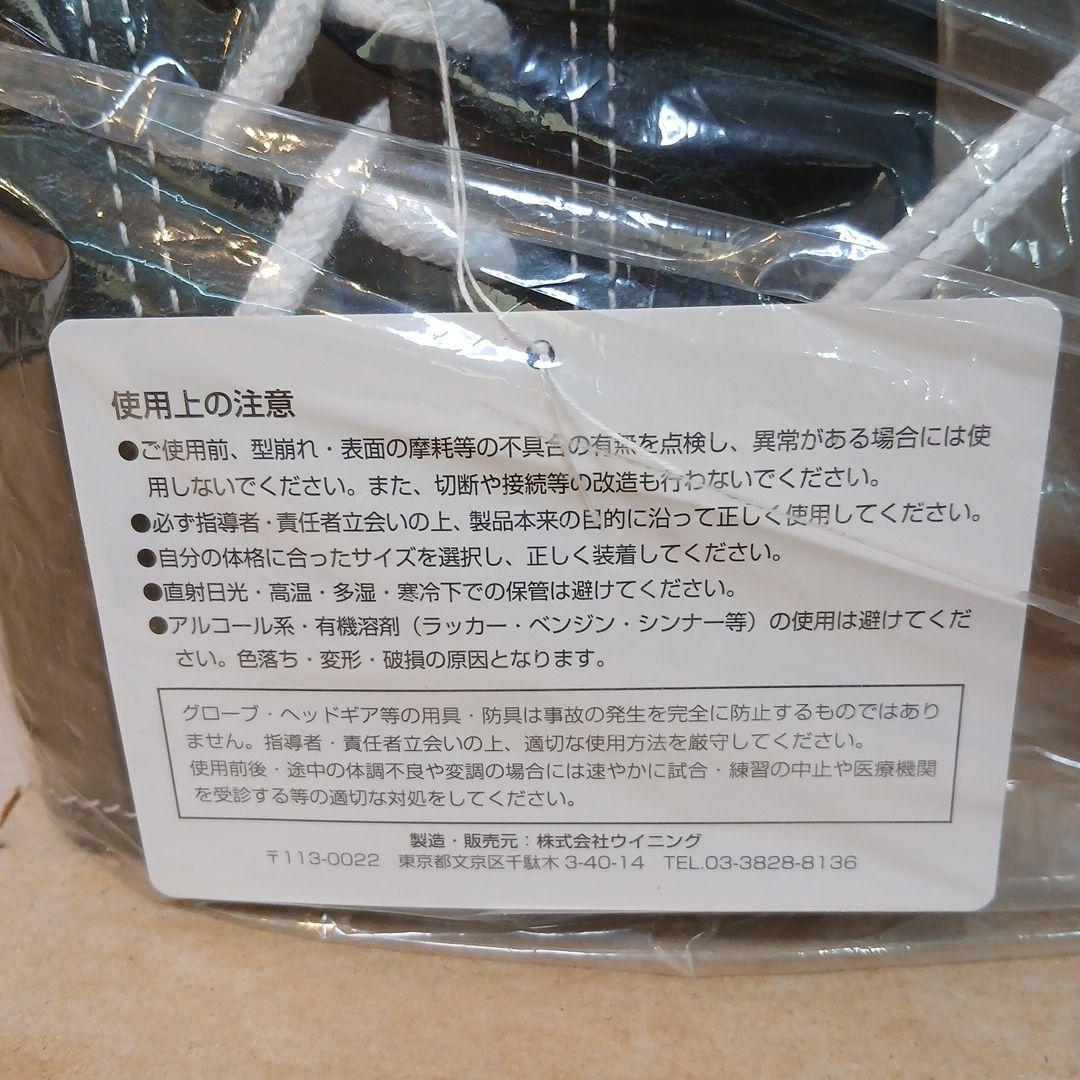 使用上の注意
●ご使用前、型崩れ・表面の摩耗等の不具合の有無を点検し、異常がある場合には使
用しないでください。また、切断や接続等の改造も行わないでください。
●必ず指導者・責任者立会いの上、製品本来の目的に沿って正しく使用してください。
●自分の体格に合ったサイズを選択し、正しく装着してください。
●直射日光・高温・多湿・寒冷下での保管は避けてください。
●アルコール系・有機溶剤（ラッカー・ベンジン・シンナー等）の使用は避けてくだ
さい。色落ち・変形・破損の原因となります。
グローブ・ヘッドギア等の用具・防具は事故の発生を完全に防止するものではあり
ません。指導者・責任者立会いの上、適切な使用方法を厳守してください。
使用前後・途中の体調不良や変調の場合には速やかに試合・練習の中止や医療機関
を受診する等の適切な対処をしてください。
製造・販売元：株式会社ウイニング
〒113-0022 東京都文京区千駄木 3-40-14 TEL.03-3828-8136